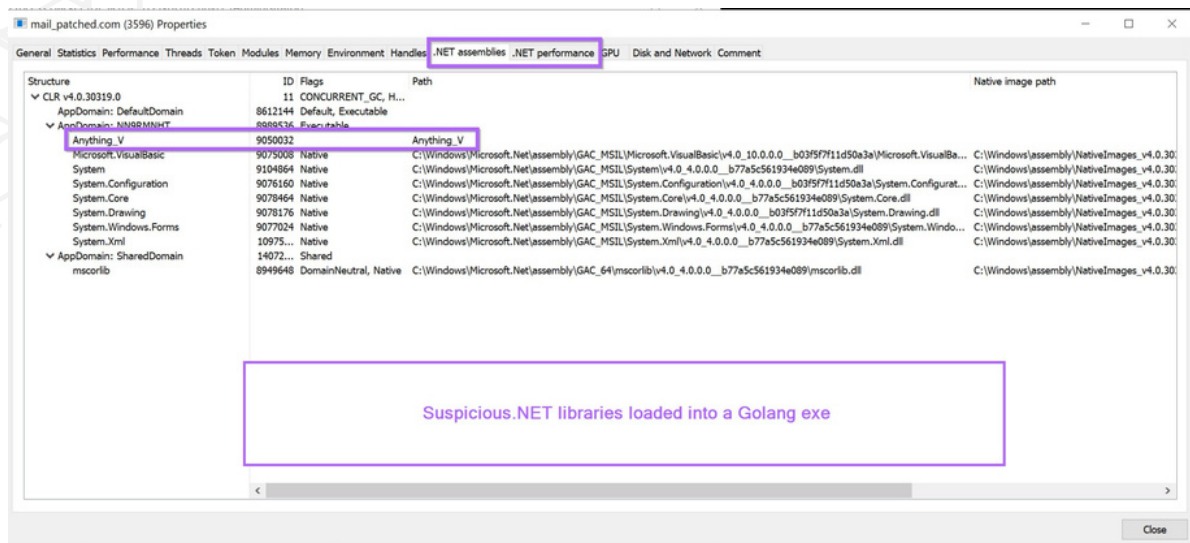 mail_patched.com (3596) Properties
General Statistics Performance Threads Token Modules Memory Environment Handles .NET assemblies .NET performance GPU Disk and Network Comment
Structure ID Flags Path Native image path
CLR v4.0.30319.0 11 CONCURRENT_GC, H...
AppDomain: DefaultDomain 8612144 Default, Executable
AppDomain: NN9RMNHT 8989536 Executable
Anything_V 9050032 Anything_V
Microsoft.VisualBasic 9075008 Native C:\Windows\Microsoft.Net\assembly\GAC_MSIL\Microsoft.VisualBasic\v4.0_10.0.0.0__b03f5f7f11d50a3a\Microsoft.VisualBa... C:\Windows\assembly\NativeImages_v4.0.30
System 9104864 Native C:\Windows\Microsoft.Net\assembly\GAC_MSIL\System\v4.0_4.0.0.0__b77a5c561934e089\System.dll C:\Windows\assembly\NativeImages_v4.0.30
System.Configuration 9076160 Native C:\Windows\Microsoft.Net\assembly\GAC_MSIL\System.Configuration\v4.0_4.0.0.0__b03f5f7f11d50a3a\System.Configurat... C:\Windows\assembly\NativeImages_v4.0.30
System.Core 9078464 Native C:\Windows\Microsoft.Net\assembly\GAC_MSIL\System.Core\v4.0_4.0.0.0__b77a5c561934e089\System.Core.dll C:\Windows\assembly\NativeImages_v4.0.30
System.Drawing 9078176 Native C:\Windows\Microsoft.Net\assembly\GAC_MSIL\System.Drawing\v4.0_4.0.0.0__b03f5f7f11d50a3a\System.Drawing.dll C:\Windows\assembly\NativeImages_v4.0.30
System.Windows.Forms 9077024 Native C:\Windows\Microsoft.Net\assembly\GAC_MSIL\System.Windows.Forms\v4.0_4.0.0.0__b77a5c561934e089\System.Windo... C:\Windows\assembly\NativeImages_v4.0.30
System.Xml 10975... Native C:\Windows\Microsoft.Net\assembly\GAC_MSIL\System.Xml\v4.0_4.0.0.0__b77a5c561934e089\System.Xml.dll C:\Windows\assembly\NativeImages_v4.0.30
AppDomain: SharedDomain 14072... Shared
mscorlib 8949648 DomainNeutral, Native C:\Windows\Microsoft.Net\assembly\GAC_64\mscorlib\v4.0_4.0.0.0__b77a5c561934e089\mscorlib.dll C:\Windows\assembly\NativeImages_v4.0.30
Suspicious.NET libraries loaded into a Golang exe
Close